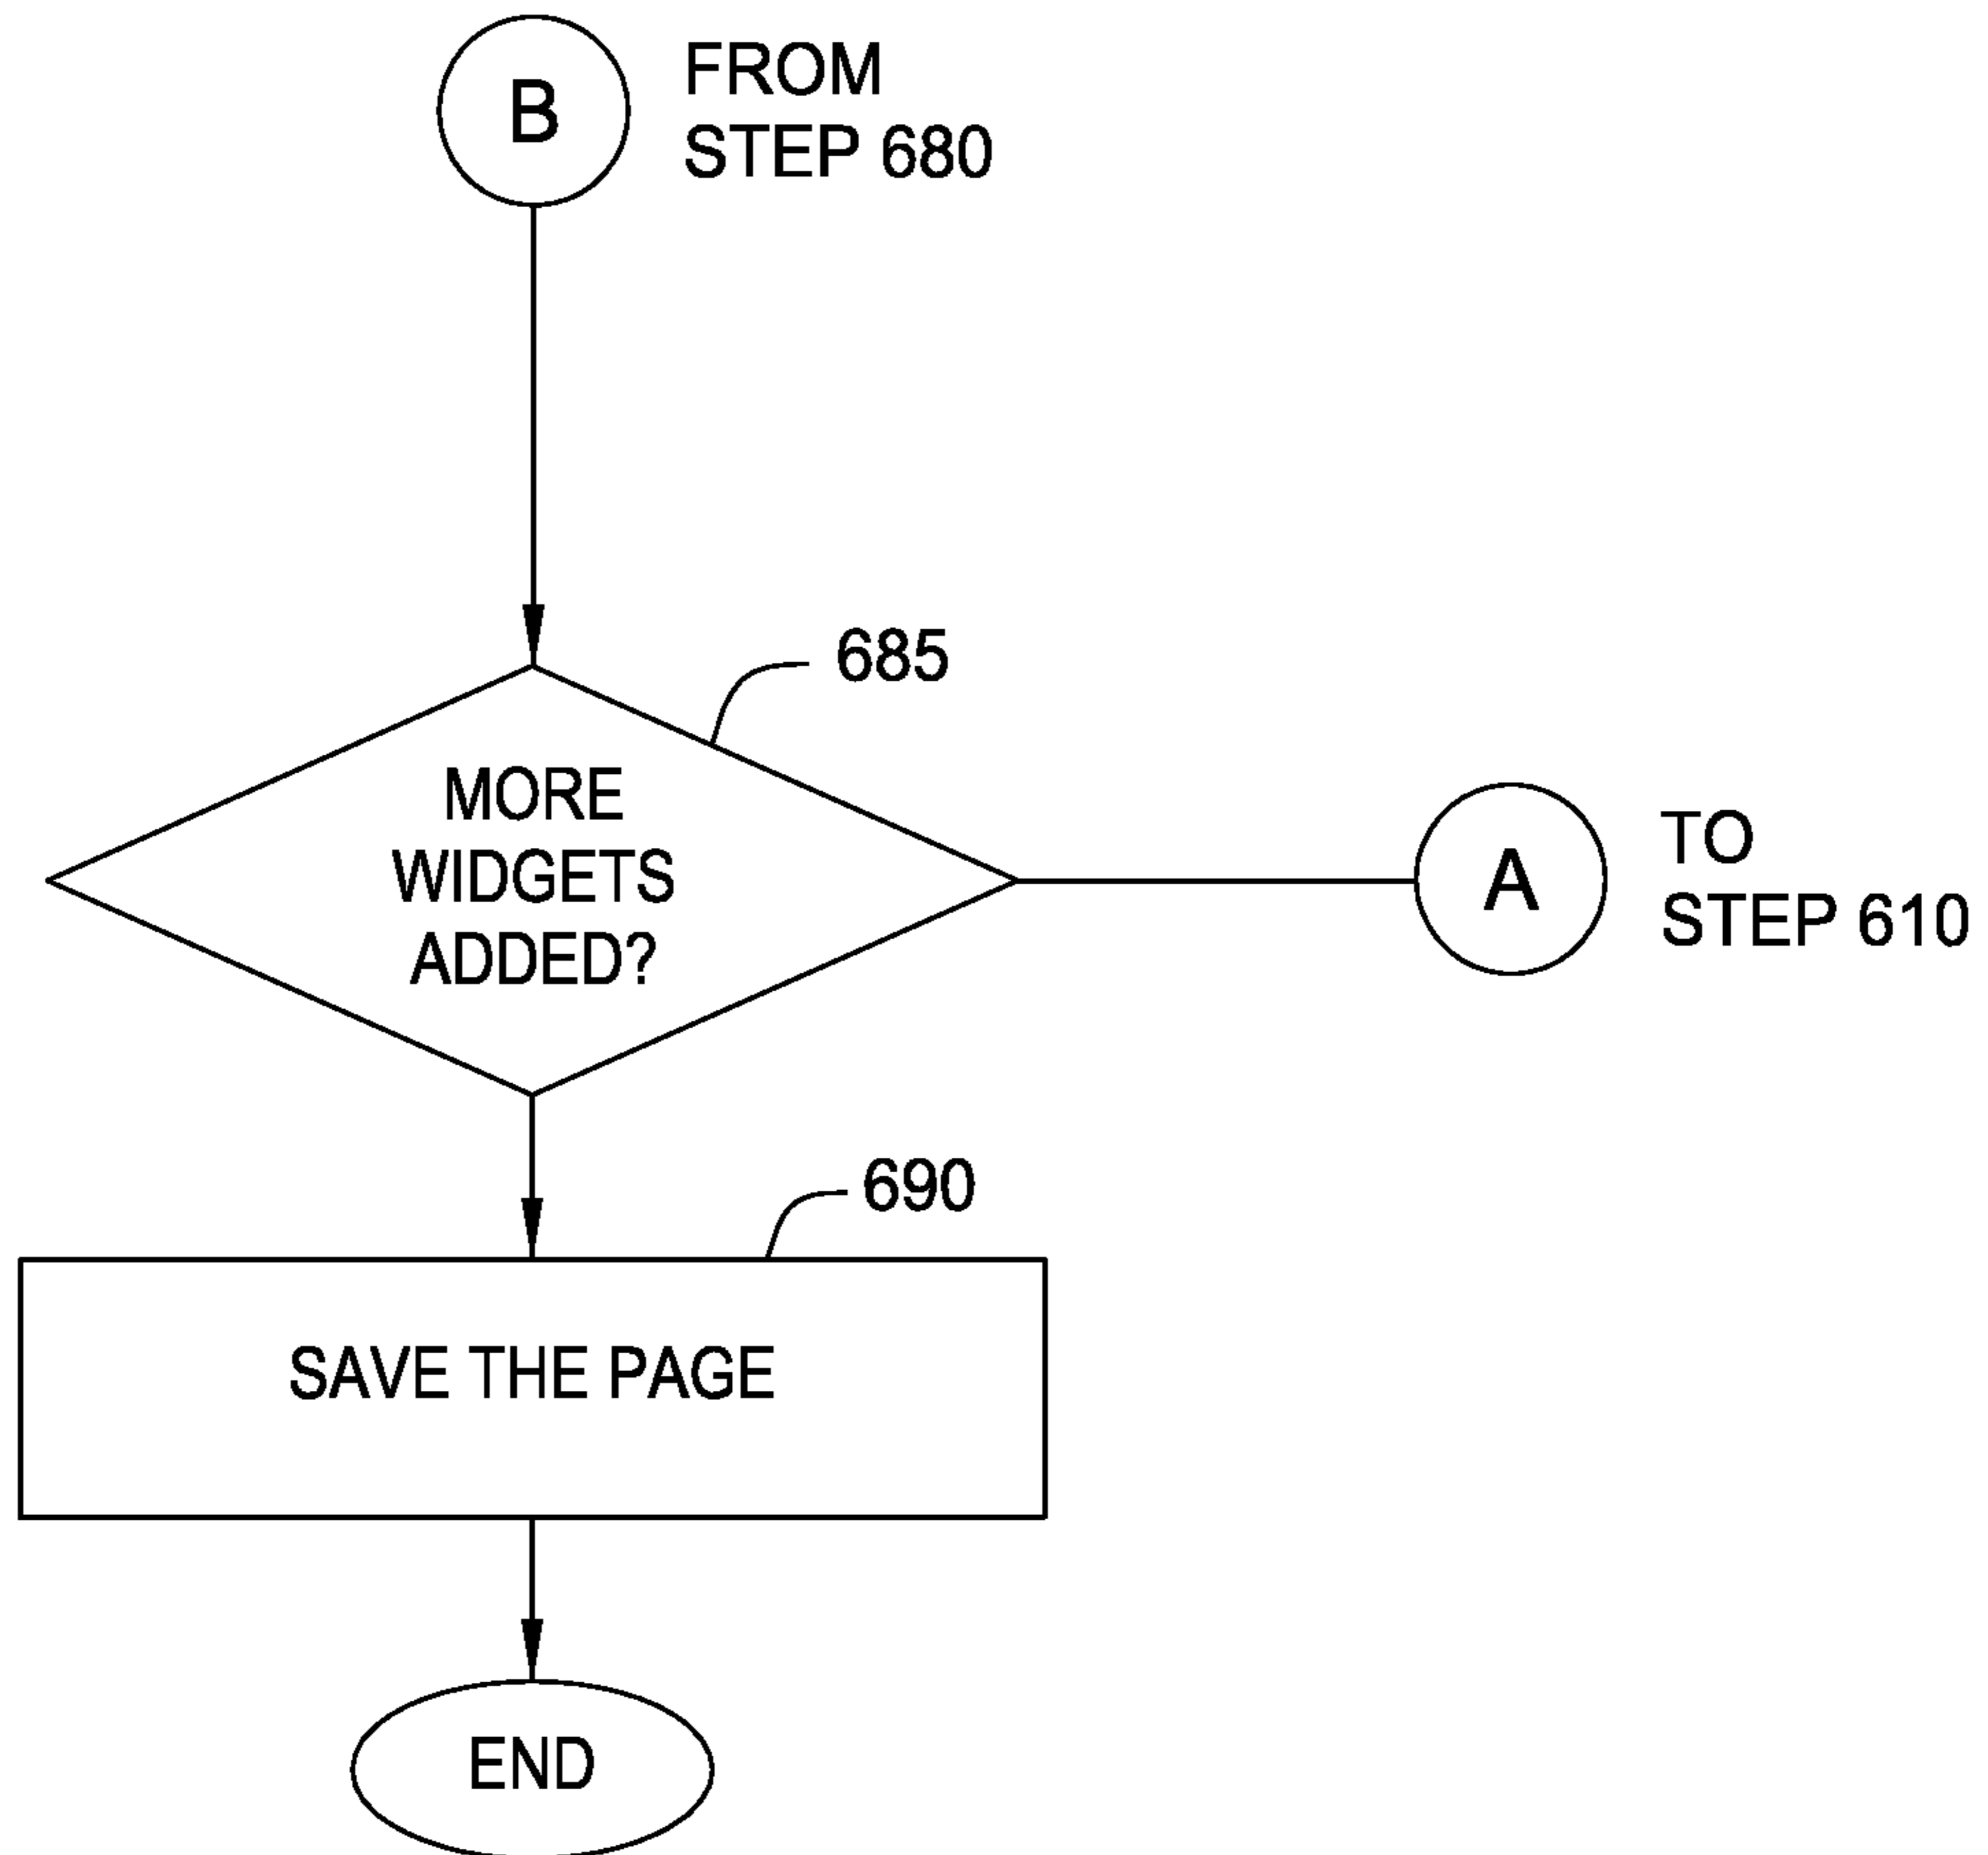 B
FROM
STEP 680
685
MORE
WIDGETS
ADDED?
A
TO
STEP 610
690
SAVE THE PAGE
END